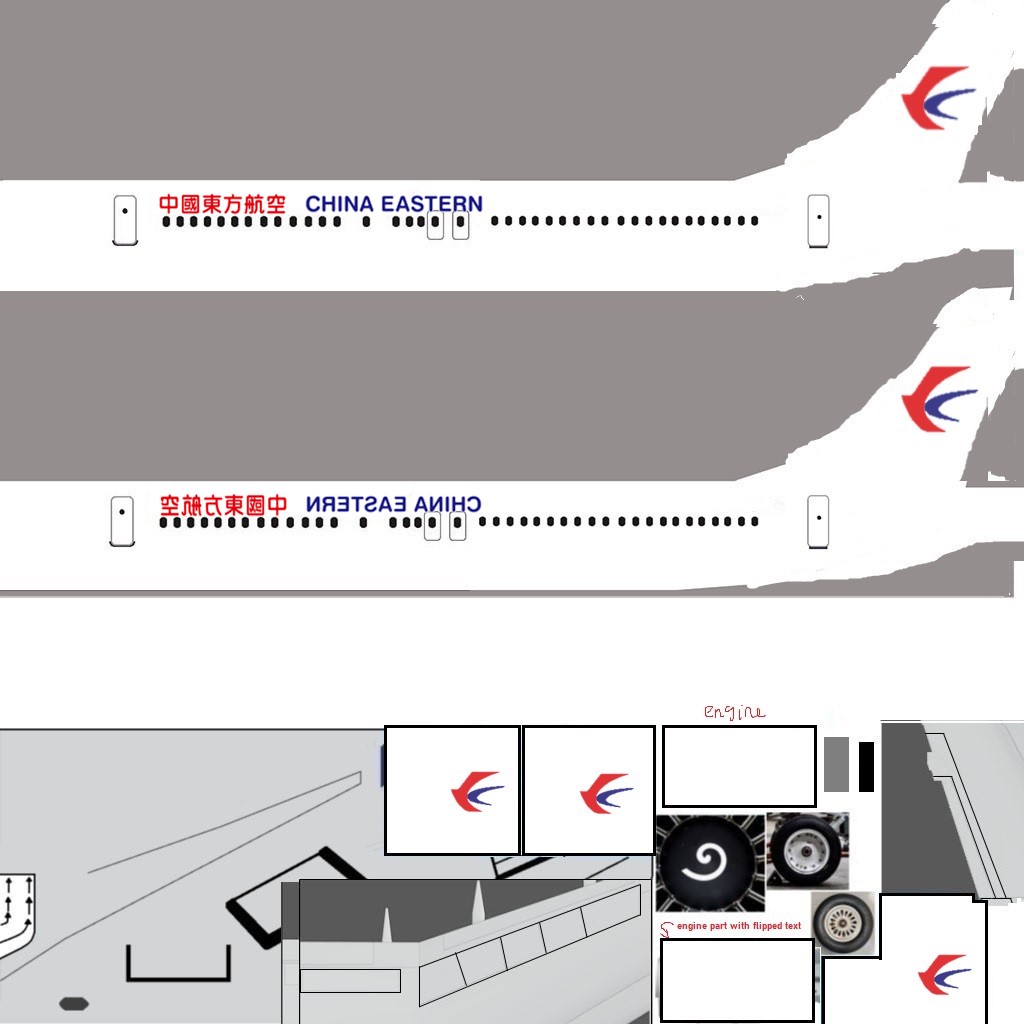 中國東方航空 CHINA EASTERN
中國東方航空 CHINA EASTERN
engine
engine part with flipped text